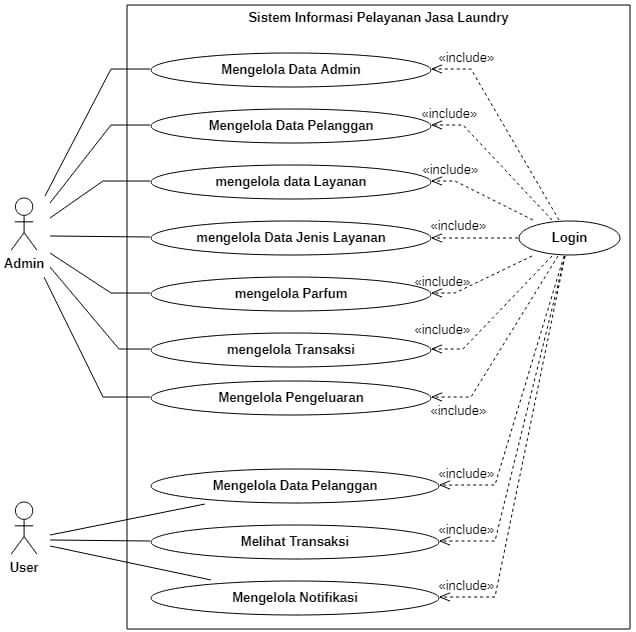 Sistem Informasi Pelayanan Jasa Laundry
«include»
Mengelola Data Admin
«include»
Mengelola Data Pelanggan
«include»
mengelola data Layanan
«include»
mengelola Data Jenis Layanan
Login
Admin
«include»
mengelola Parfum
«include»
mengelola Transaksi
Mengelola Pengeluaran
«include»
«include»
Mengelola Data Pelanggan
«include»
Melihat Transaksi
User
«include»
Mengelola Notifikasi